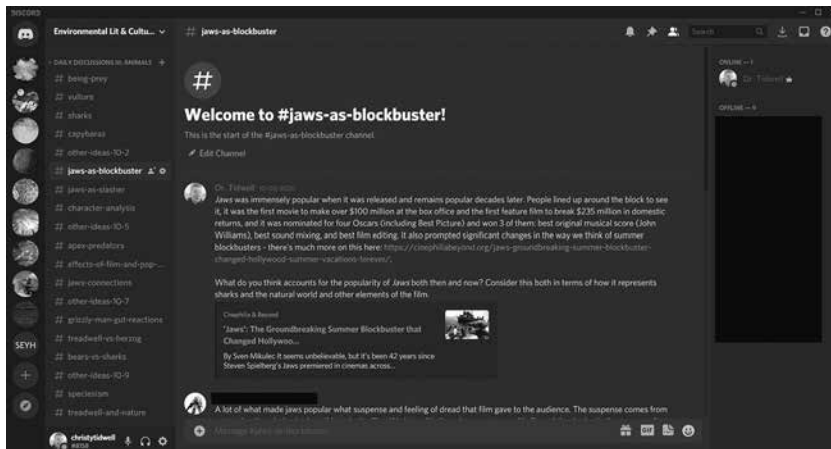 DISCORD
Environmental Lit & Cultu...
# jaws-as-blockbuster
Search
DAILY DISCUSSIONS III: ANIMALS +
# being-prey
# vulture
# sharks
# capybaras
# other-ideas-10-2
# jaws-as-blockbuster
# jaws-as-slasher
# character-analysis
# other-ideas-10-5
# apex-predators
# effects-of-film-and-pop-...
# jaws-connections
# other-ideas-10-7
# grizzly-man-gut-reactions
# treadwell-vs-herzog
# bears-vs-sharks
# other-ideas-10-9
# speciesism
# treadwell-and-nature
SEYH
christytidwell
#
Welcome to #jaws-as-blockbuster!
This is the start of the #jaws-as-blockbuster channel.
Edit Channel
Dr. Tidwell
Jaws was immensely popular when it was released and remains popular decades later. People lined up around the block to see
it, it was the first movie to make over $100 million at the box office and the first feature film to break $235 million in domestic
returns, and it was nominated for four Oscars (including Best Picture) and won 3 of them: best original musical score (John
Williams), best sound mixing, and best film editing. It also prompted significant changes in the way we think of summer
blockbusters - there's much more on this here: https://cinephiliabeyond.org/jaws-groundbreaking-summer-blockbuster-
changed-hollywood-summer-vacations-forever/.
What do you think accounts for the popularity of Jaws both then and now? Consider this both in terms of how it represents
sharks and the natural world and other elements of the film.
Cinephilia & Beyond
'Jaws': The Groundbreaking Summer Blockbuster that
Changed Hollywoo...
By Sven Mikulec It seems unbelievable, but it's been 42 years since
Steven Spielberg's Jaws premiered in cinemas across...
A lot of what made jaws popular what suspense and feeling of dread that film gave to the audience. The suspense comes from
Message #jaws-as-blockbuster
GIF
ONLINE — 1
Dr. Tidwell
OFFLINE — 9